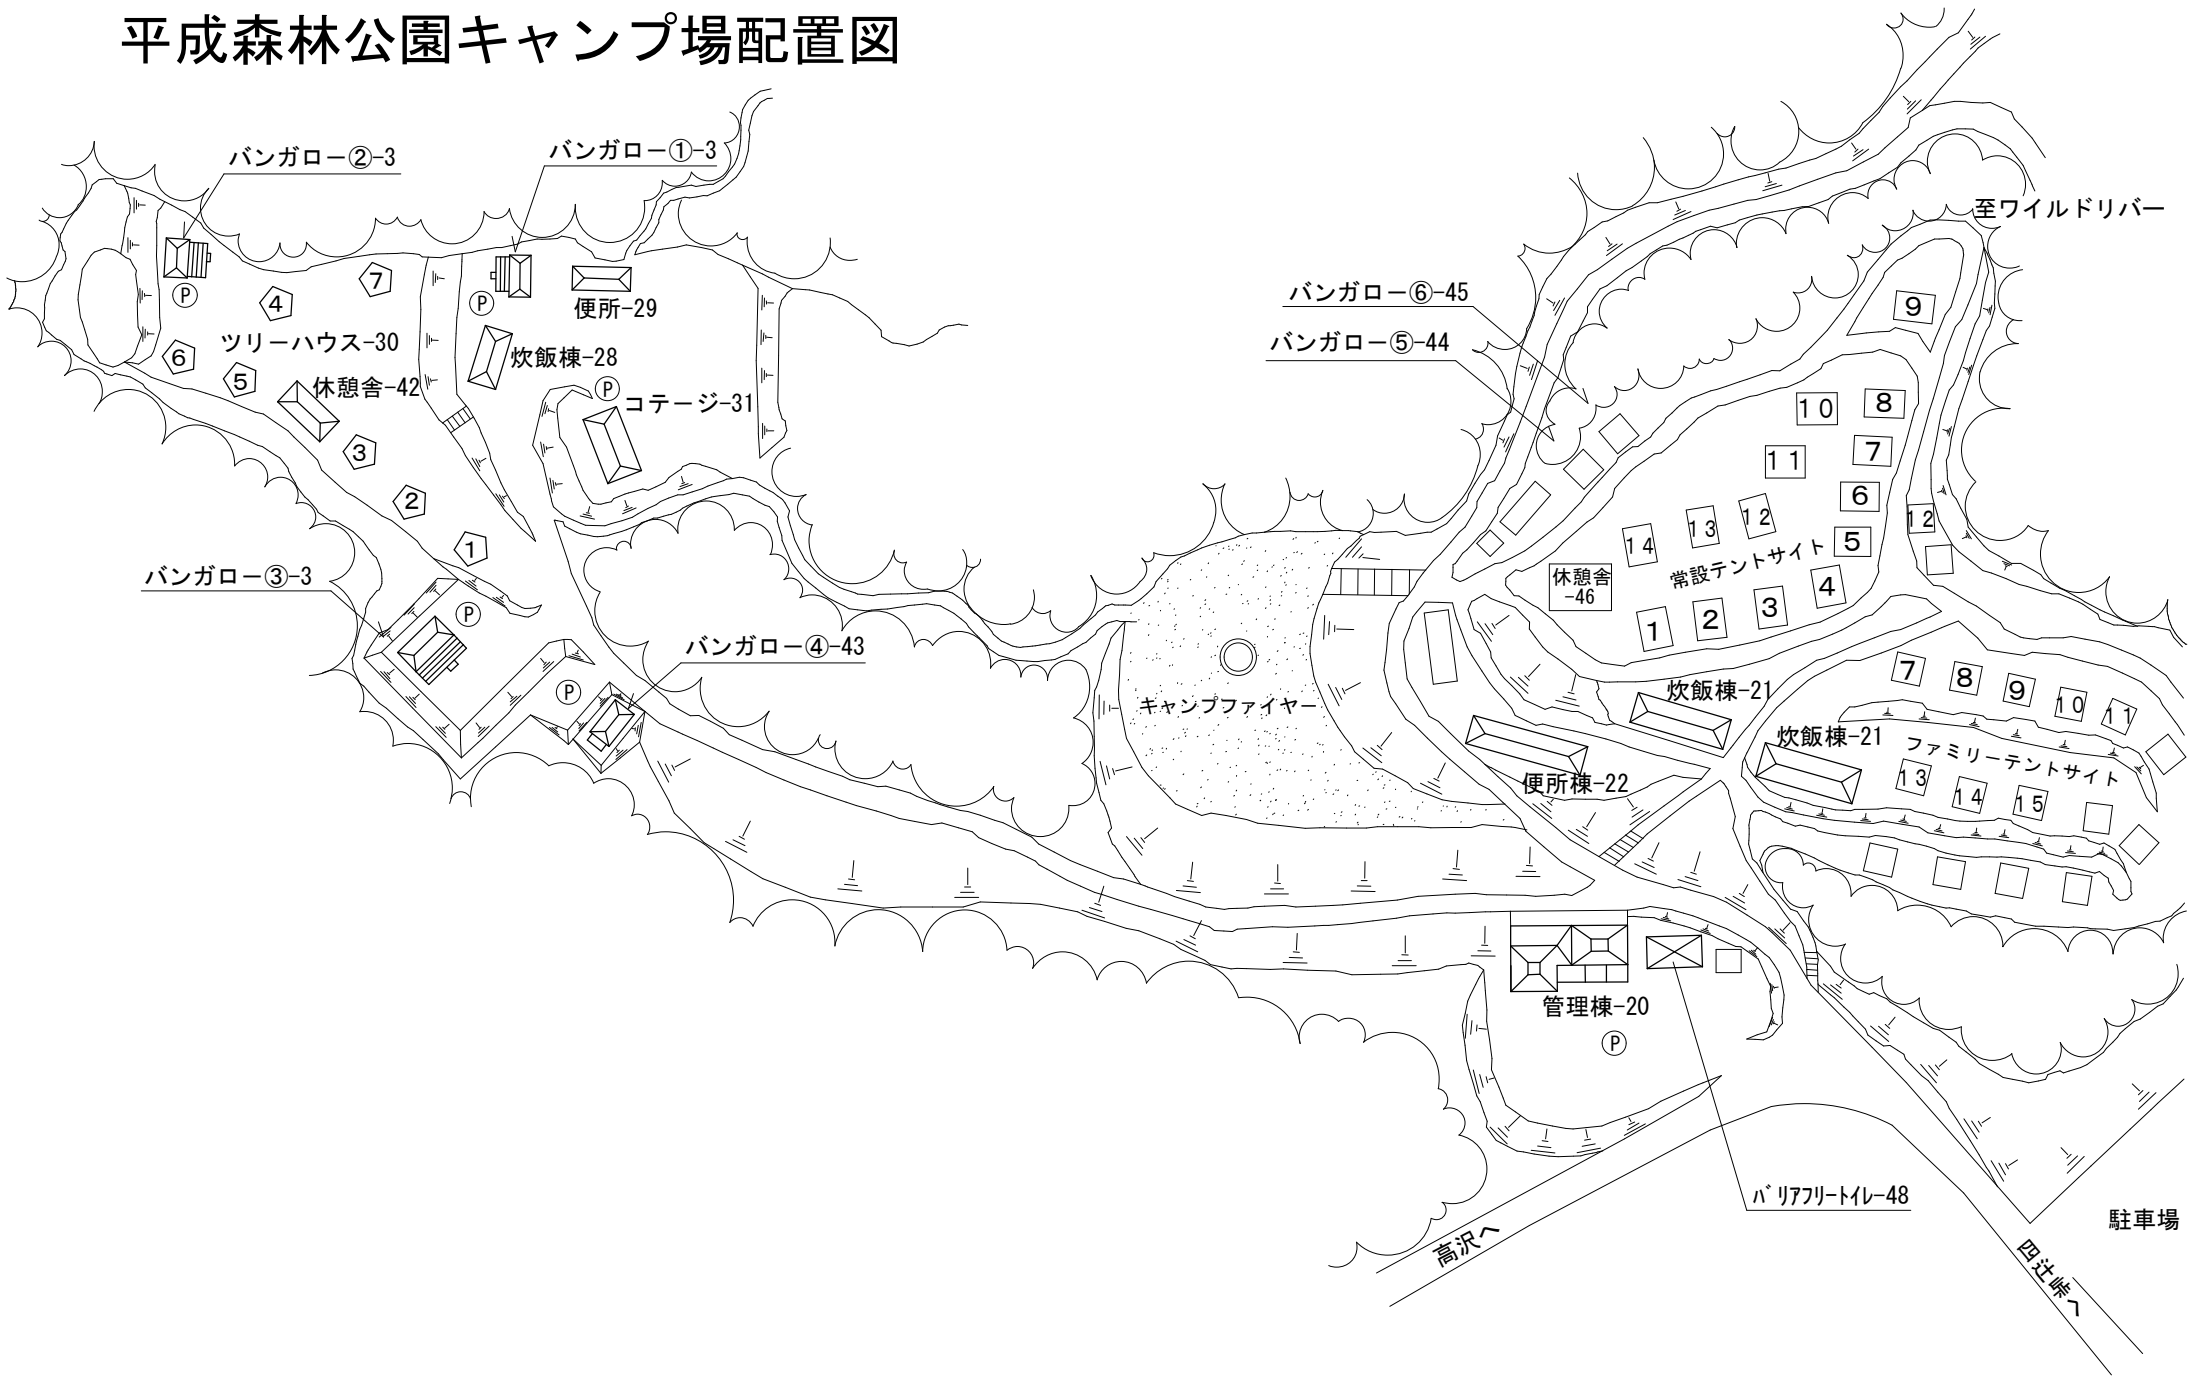 平成森林公園キャンプ場配置図
バンガロー②-3
バンガロー①-3
至ワイルドリバー
Ⓟ
④
⑦
Ⓟ
便所-29
バンガロー⑥-45
9
ツリーハウス-30
バンガロー⑤-44
⑥
⑤
炊飯棟-28
休憩舎-42
Ⓟ
コテージ-31
10
8
③
11
7
②
6
12
13
12
14
5
常設テントサイト
①
バンガロー③-3
休憩舎
-46
4
3
2
1
Ⓟ
バンガロー④-43
7
8
9
10
11
Ⓟ
キャンプファイヤー
炊飯棟-21
炊飯棟-21
ファミリーテントサイト
便所棟-22
13
14
15
管理棟-20
Ⓟ
バリアフリートイレ-48
駐車場
高沢へ
四辻峠へ